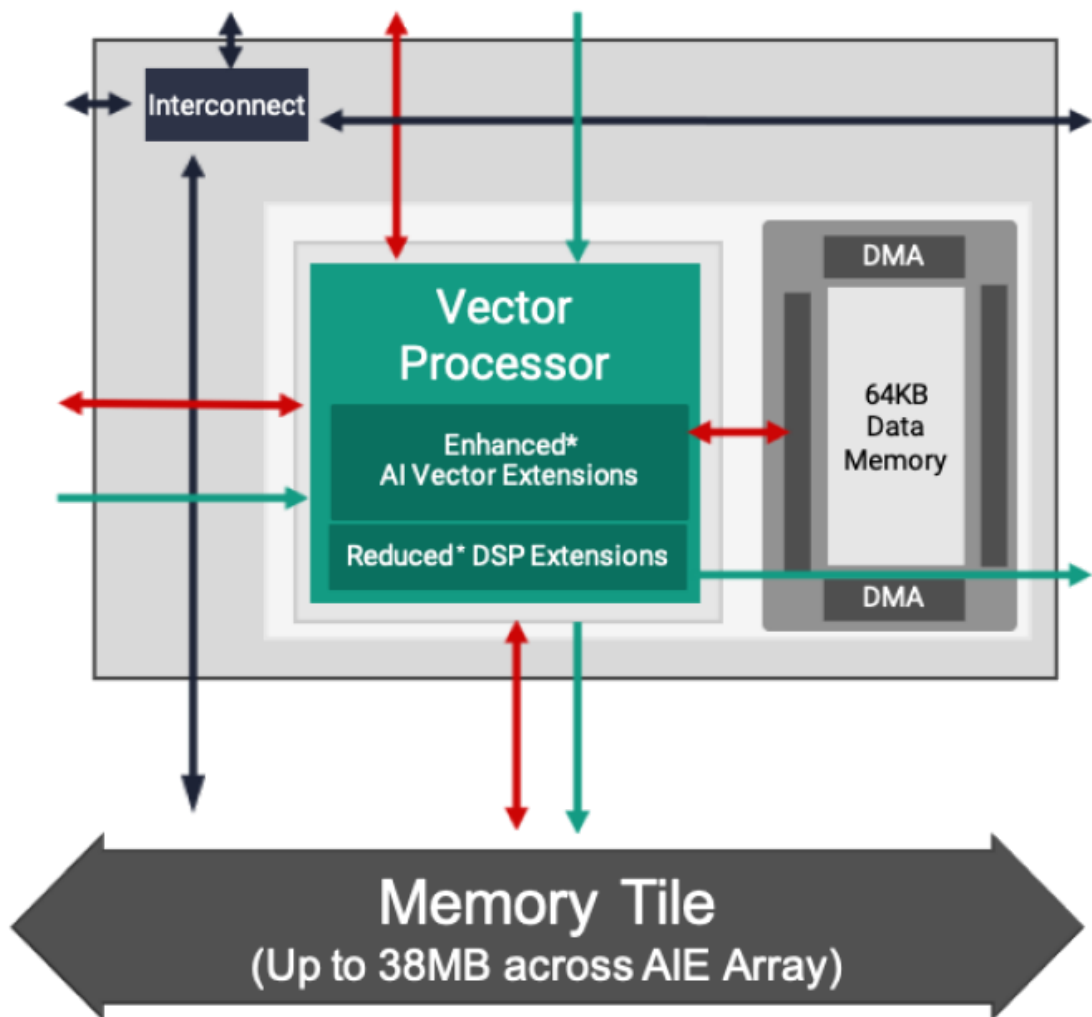 Interconnect
Vector
Processor
Enhanced*
AI Vector Extensions
Reduced* DSP Extensions
DMA
64KB
Data
Memory
DMA
Memory Tile
(Up to 38MB across AIE Array)